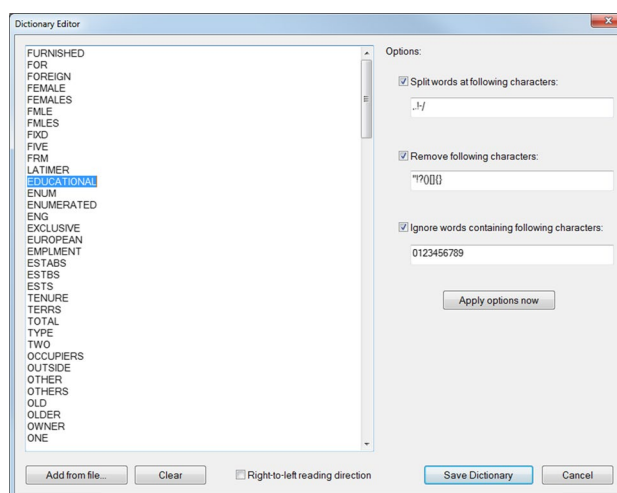 Dictionary Editor
FURNISHED
FOR
FOREIGN
FEMALE
FEMALES
FMLE
FMLES
FIXD
FIVE
FRM
LATIMER
EDUCATIONAL
ENUM
ENUMERATED
ENG
EXCLUSIVE
EUROPEAN
EMPLMENT
ESTABS
ESTBS
ESTS
TENURE
TERRS
TOTAL
TYPE
TWO
OCCUPIERS
OUTSIDE
OTHER
OTHERS
OLD
OLDER
OWNER
ONE
Options:
Split words at following characters:
,.!-/
Remove following characters:
"!?()[]{}
Ignore words containing following characters:
0123456789
Apply options now
Add from file...
Clear
Right-to-left reading direction
Save Dictionary
Cancel